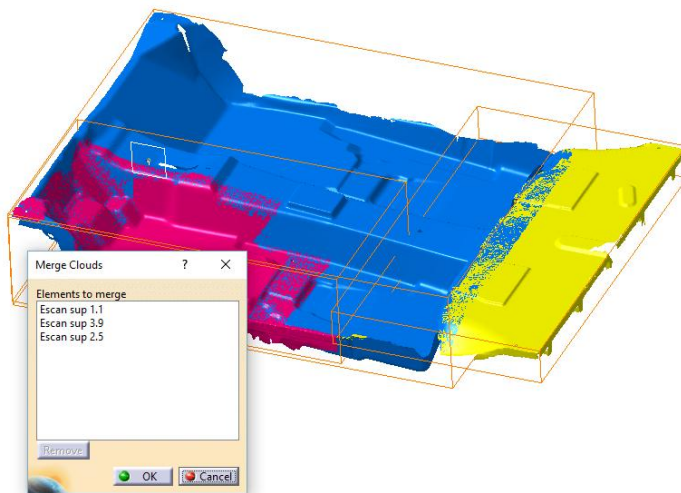 Merge Clouds ? X
Elements to merge
Escan sup 1.1
Escan sup 3.9
Escan sup 2.5
Remove
OK Cancel